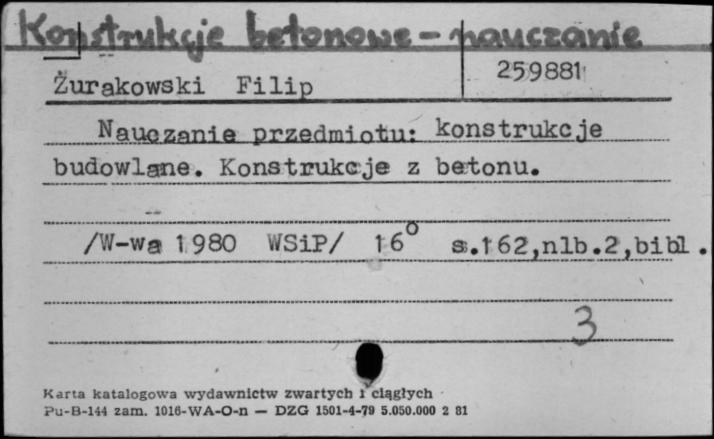 Konstrukcje betonowe - nauczanie
259881
Żurakowski Filip
Nauczanie przedmiotu: konstrukcje
budowlane. Konstrukcje z betonu.
/W-wa 1980 WSiP/ 16° s.162,nlb.2,bibl.
3
Karta katalogowa wydawnictw zwartych i ciągłych
Pu-B-144 zam. 1016-WA-O-n — DZG 1501-4-79 5.050.000 2 81